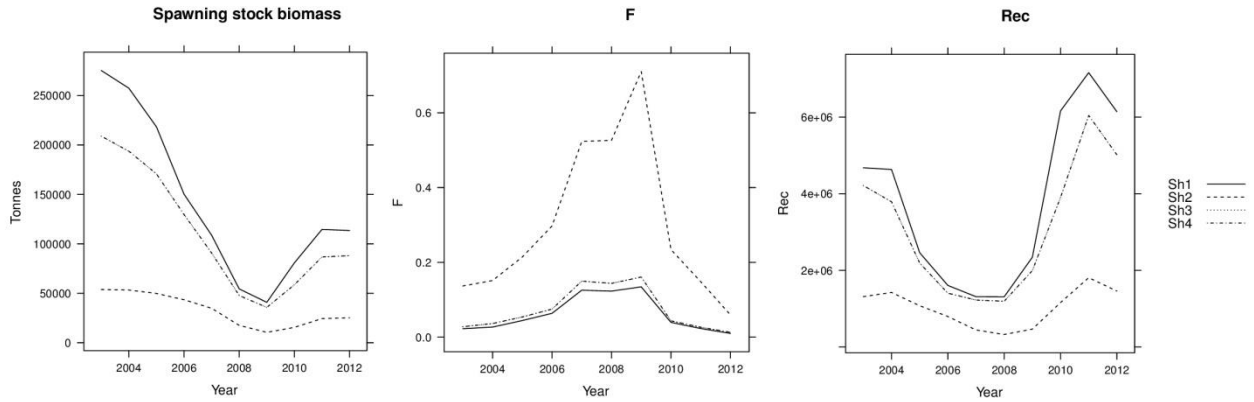 Spawning stock biomass
250000
200000
150000
100000
50000
0
Tonnes
2004 2006 2008 2010 2012
Year
F
0.6
0.4
0.2
0.0
F
2004 2006 2008 2010 2012
Year
Rec
6e+06
4e+06
2e+06
Rec
2004 2006 2008 2010 2012
Year
Sh1
Sh2
Sh3
Sh4